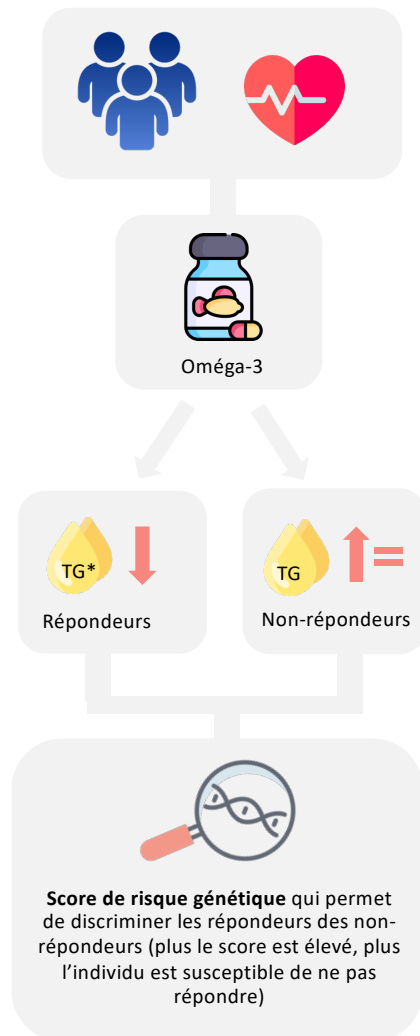 Oméga-3
TG*
Répondeurs
TG
Non-répondeurs
Score de risque génétique qui permet
de discriminer les répondeurs des non-
répondeurs (plus le score est élevé, plus
l’individu est susceptible de ne pas
répondre)